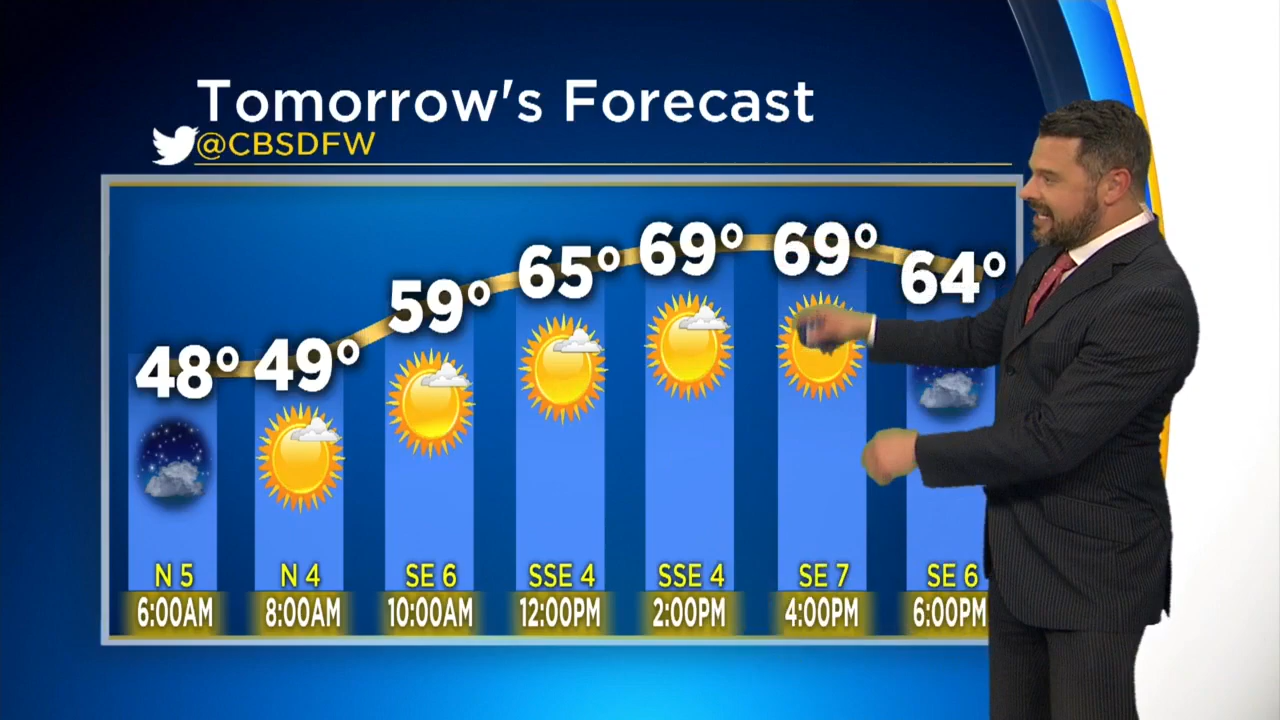 Tomorrow's Forecast
@CBSDFW
48° 49° 59° 65° 69° 69° 64°
N 5 N 4 SE 6 SSE 4 SSE 4 SE 7 SE 6
6:00AM 8:00AM 10:00AM 12:00PM 2:00PM 4:00PM 6:00PM